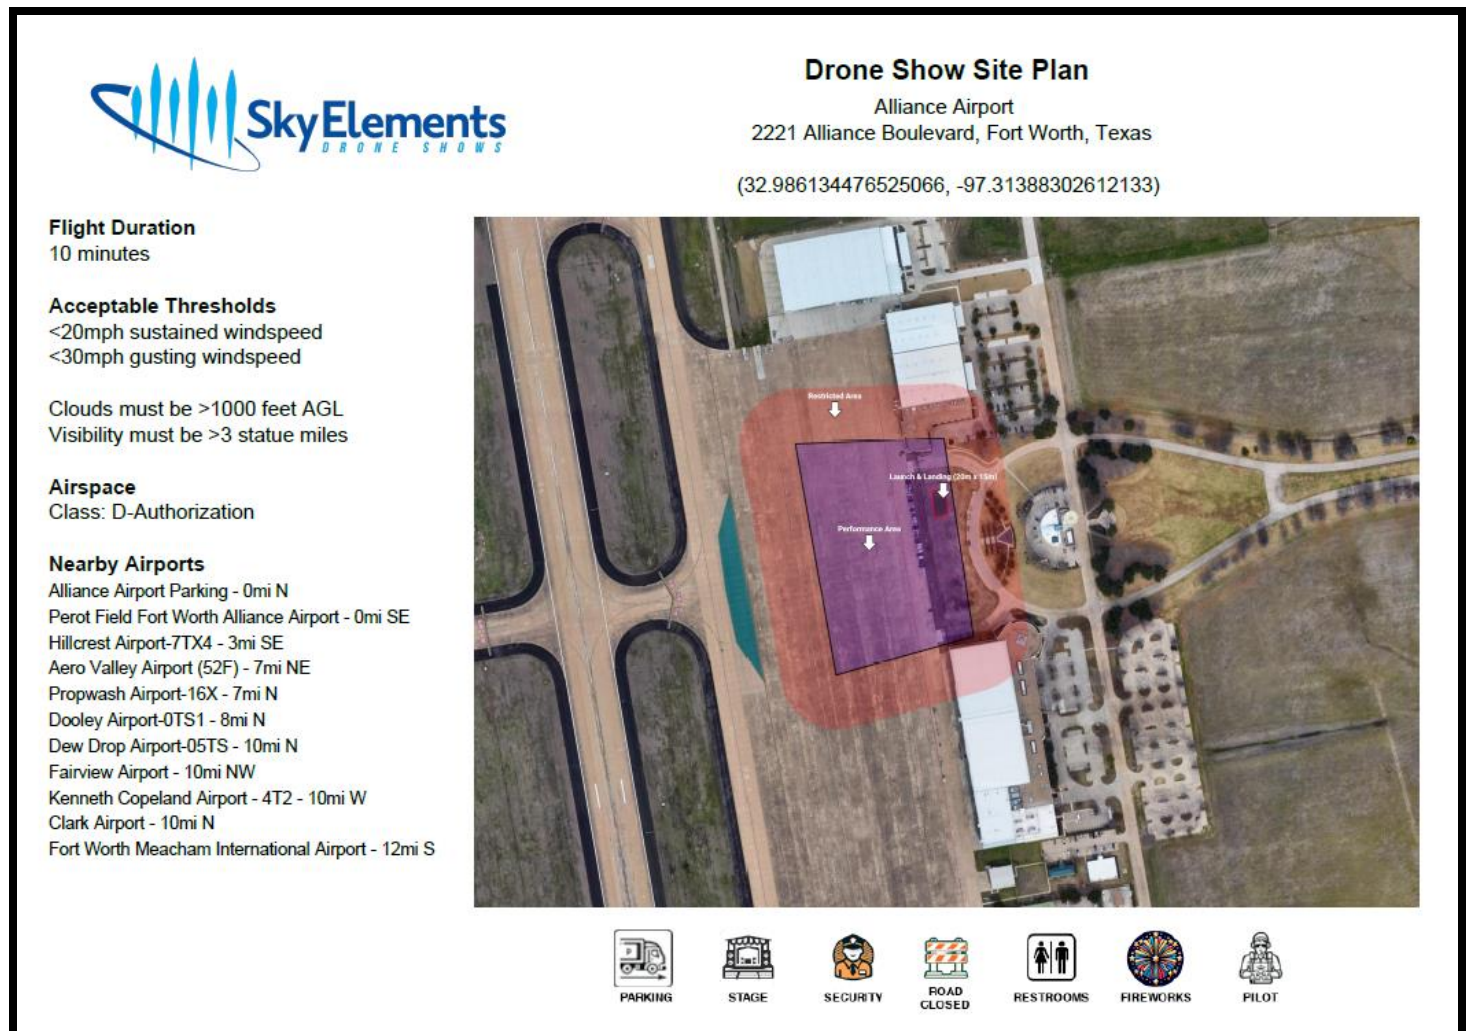 SkyElements
DRONE SHOWS
Drone Show Site Plan
Alliance Airport
2221 Alliance Boulevard, Fort Worth, Texas
(32.986134476525066, -97.31388302612133)
Flight Duration
10 minutes
Acceptable Thresholds
<20mph sustained windspeed
<30mph gusting windspeed
Clouds must be >1000 feet AGL
Visibility must be >3 statue miles
Airspace
Class: D-Authorization
Nearby Airports
Alliance Airport Parking - 0mi N
Perot Field Fort Worth Alliance Airport - 0mi SE
Hillcrest Airport-7TX4 - 3mi SE
Aero Valley Airport (52F) - 7mi NE
Propwash Airport-16X - 7mi N
Dooley Airport-0TS1 - 8mi N
Dew Drop Airport-05TS - 10mi N
Fairview Airport - 10mi NW
Kenneth Copeland Airport - 4T2 - 10mi W
Clark Airport - 10mi N
Fort Worth Meacham International Airport - 12mi S
Restricted Area
Launch & Landing (20m x 15m)
Performance Area
P
PARKING
STAGE
SECURITY
ROAD
CLOSED
RESTROOMS
FIREWORKS
PILOT